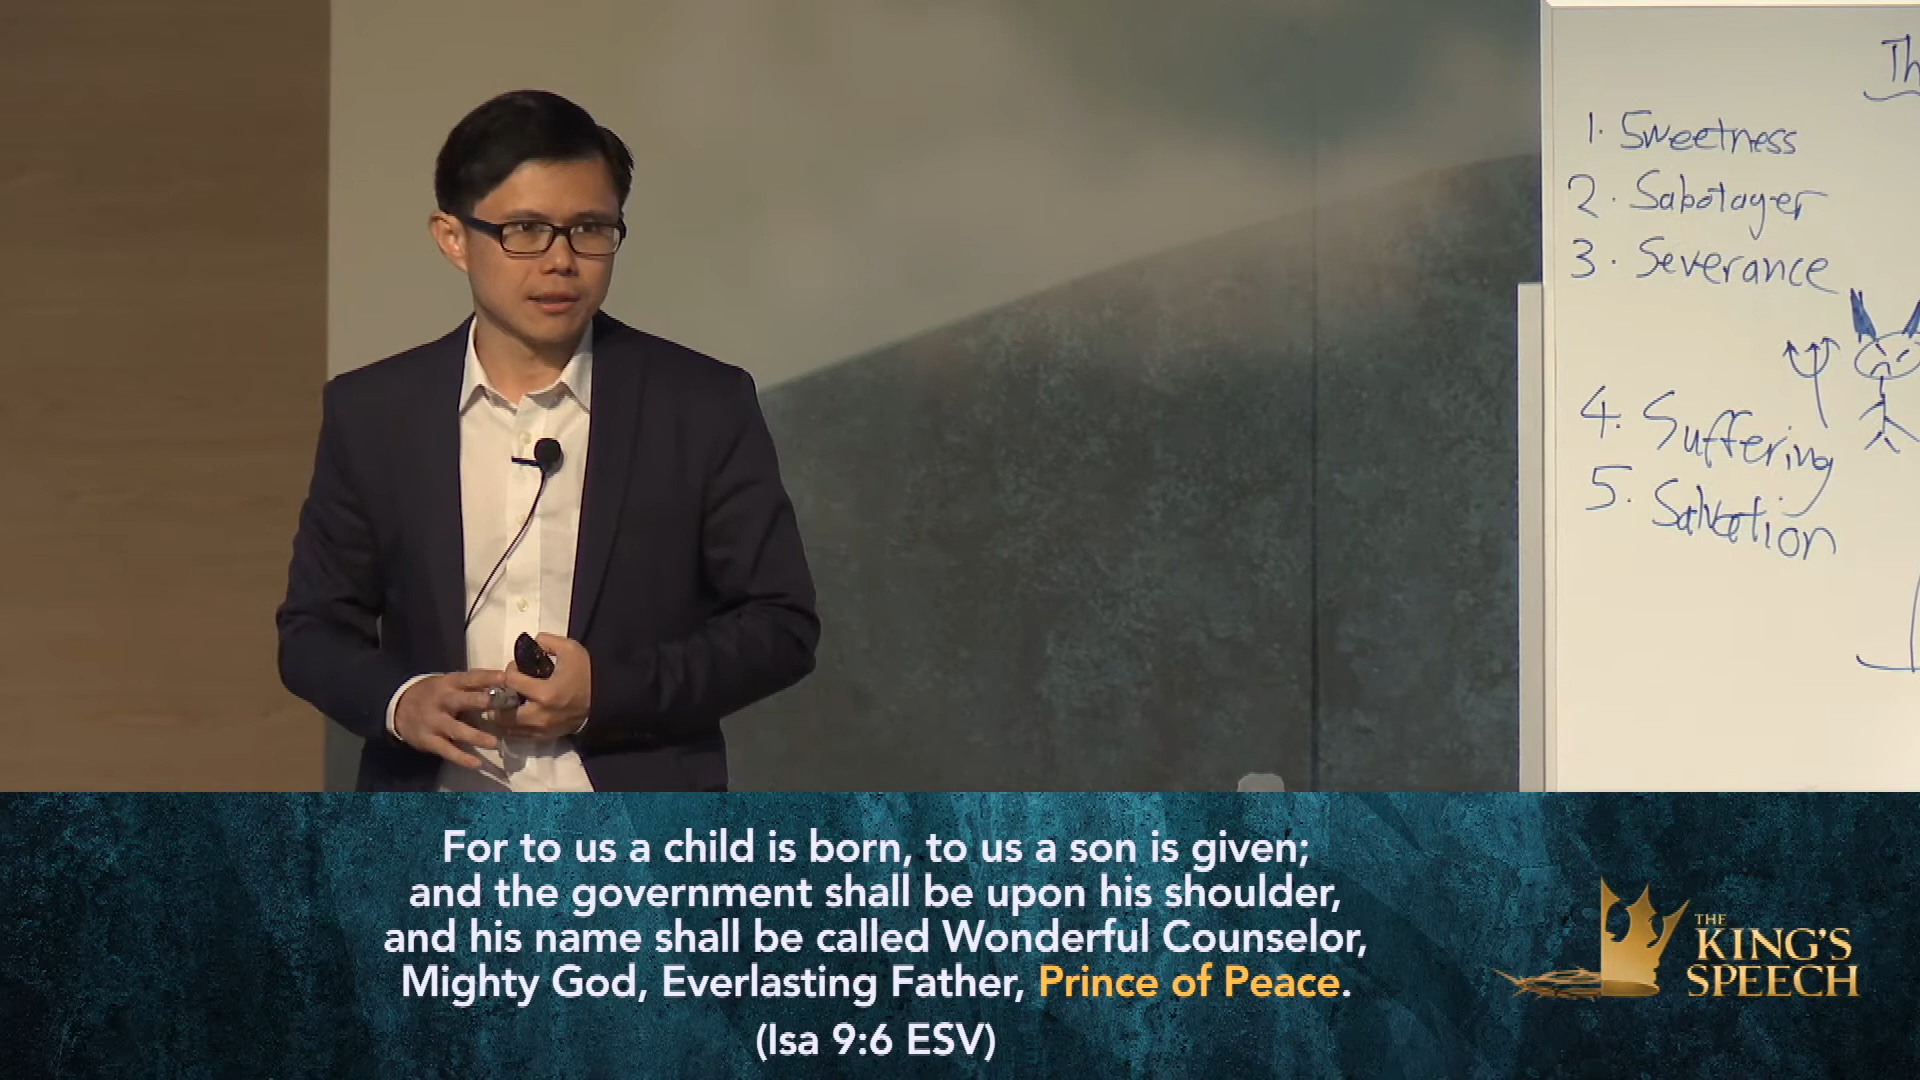 Th
1. Sweetness
2. Sabotager
3. Severance
4. Suffering
5. Salvation
For to us a child is born, to us a son is given;
and the government shall be upon his shoulder,
and his name shall be called Wonderful Counselor,
Mighty God, Everlasting Father, Prince of Peace.
(Isa 9:6 ESV)
THE
KING'S
SPEECH